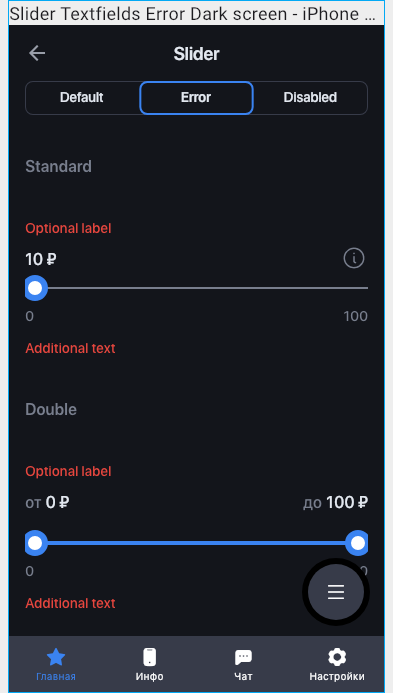 Slider Textfields Error Dark screen - iPhone ...
Slider
Default Error Disabled
Standard
Optional label
10 ₽
0 100
Additional text
Double
Optional label
от 0 ₽ до 100 ₽
0 0
Additional text
Главная Инфо Чат Настройки